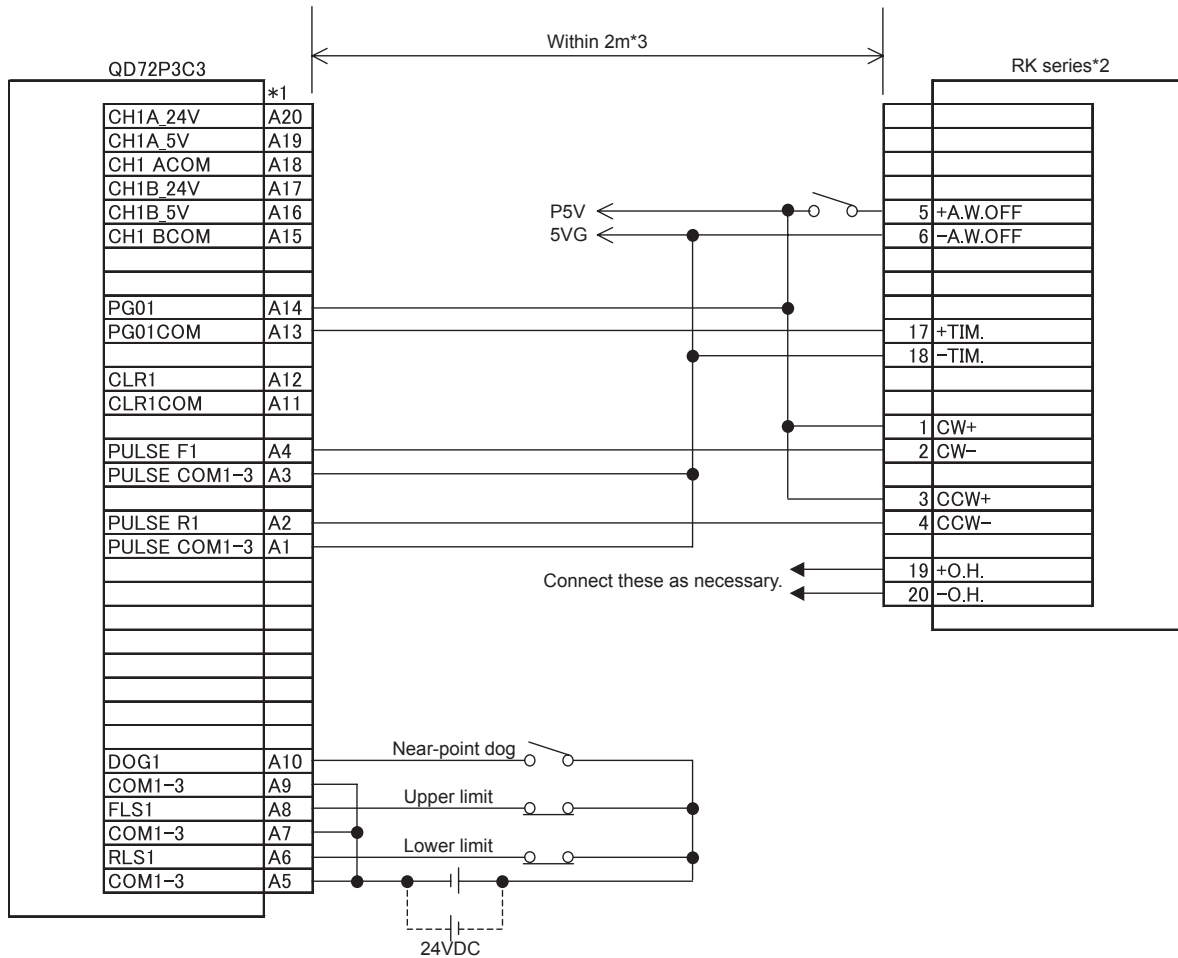 Within 2m*3
QD72P3C3
RK series*2
*1
CH1A_24V A20
CH1A_5V A19
CH1 ACOM A18
CH1B_24V A17
CH1B_5V A16
CH1 BCOM A15
P5V
5VG
5 +A.W.OFF
6 -A.W.OFF
PG01 A14
PG01COM A13
17 +TIM.
18 -TIM.
CLR1 A12
CLR1COM A11
1 CW+
PULSE F1 A4
2 CW-
PULSE COM1-3 A3
3 CCW+
PULSE R1 A2
4 CCW-
PULSE COM1-3 A1
Connect these as necessary.
19 +O.H.
20 -O.H.
DOG1 A10
Near-point dog
COM1-3 A9
FLS1 A8
Upper limit
COM1-3 A7
RLS1 A6
Lower limit
COM1-3 A5
24VDC